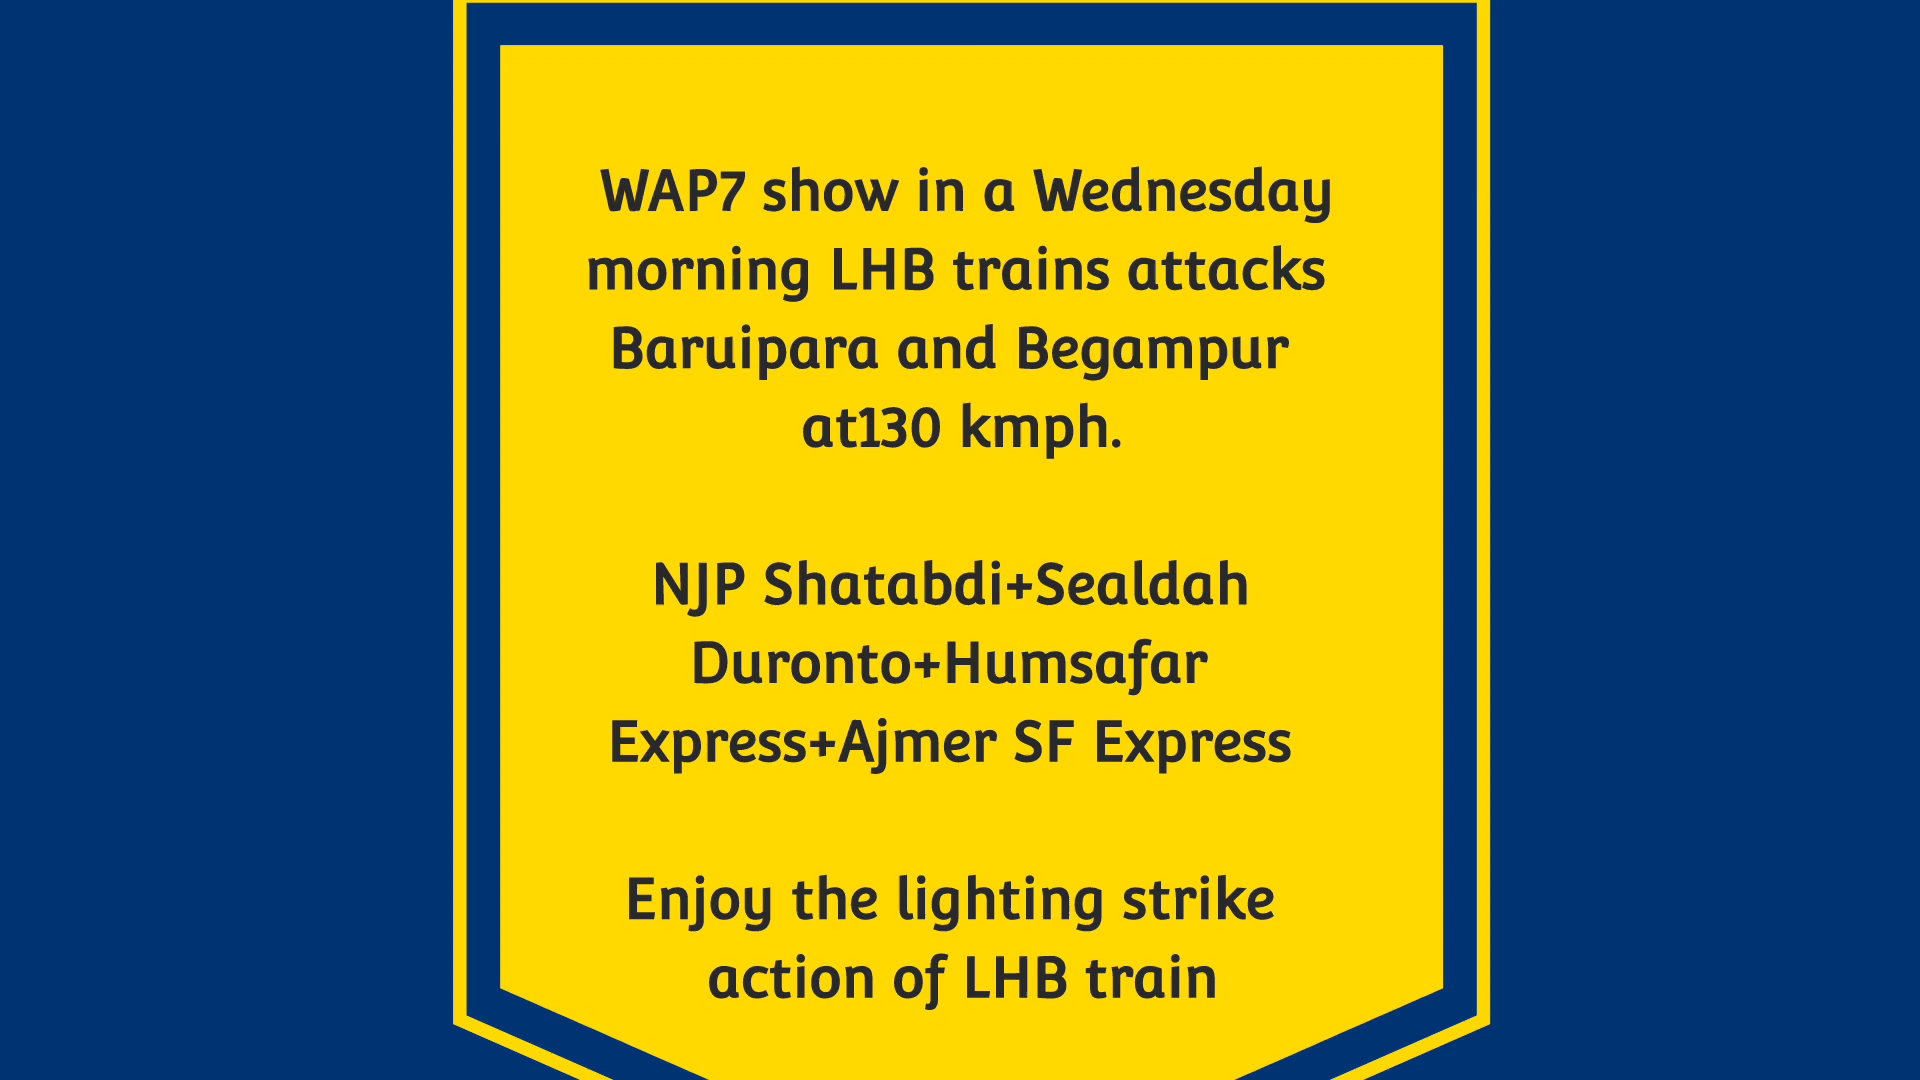 WAP7 show in a Wednesday
morning LHB trains attacks
Baruipara and Begampur
at130 kmph.
NJP Shatabdi+Sealdah
Duronto+Humsafar
Express+Ajmer SF Express
Enjoy the lighting strike
action of LHB train